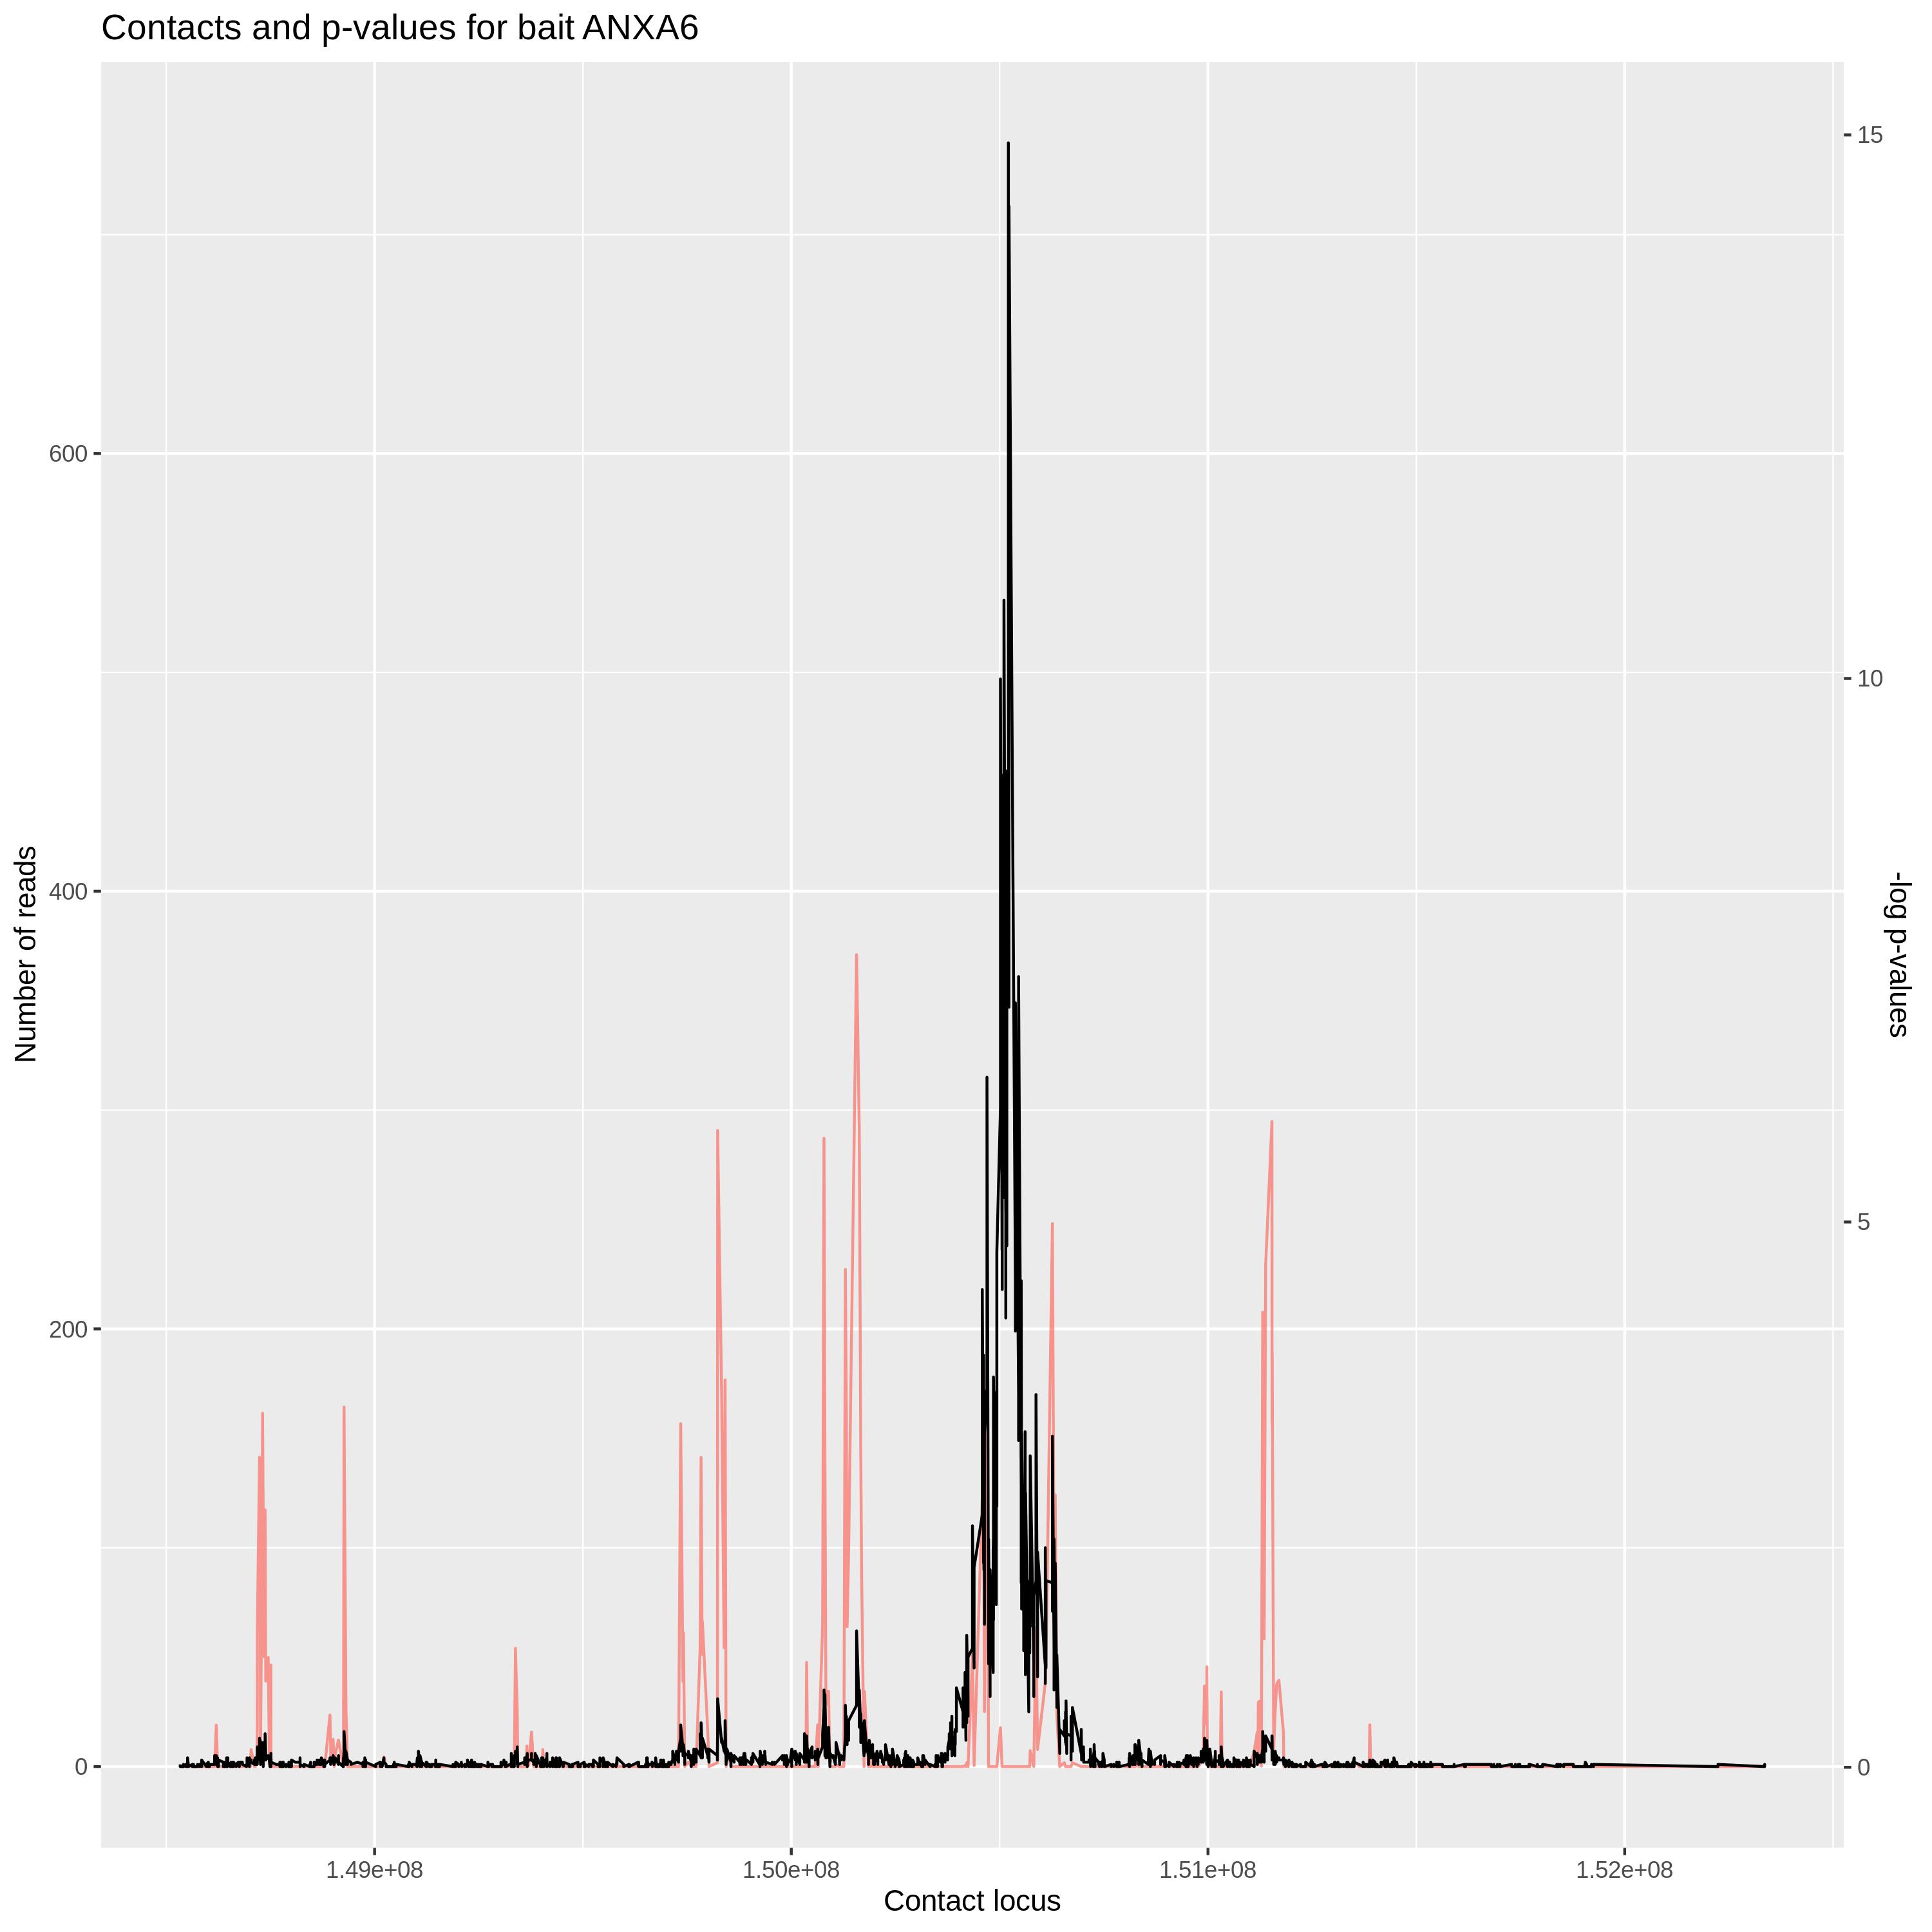 Contacts and p-values for bait ANXA6
15
600
10
Number of reads
400
-log p-values
5
200
0
0
1.49e+08 1.50e+08 1.51e+08 1.52e+08
Contact locus